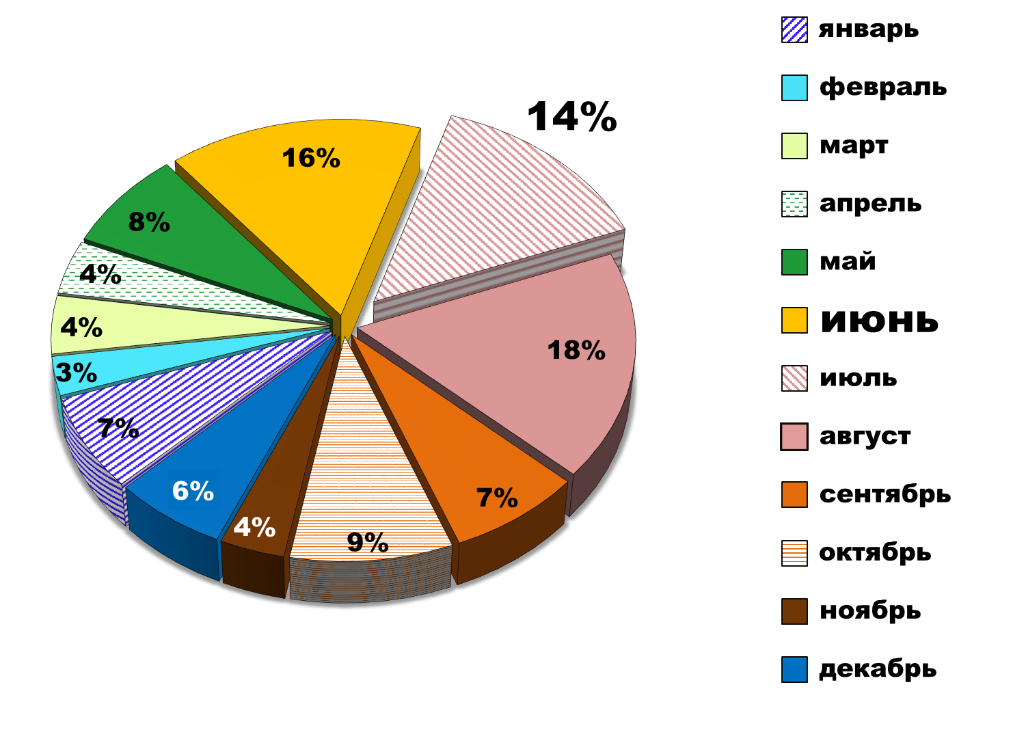 14%
16%
8%
4%
4%
3%
7%
6%
4%
9%
7%
18%
январь
февраль
март
апрель
май
июнь
июль
август
сентябрь
октябрь
ноябрь
декабрь